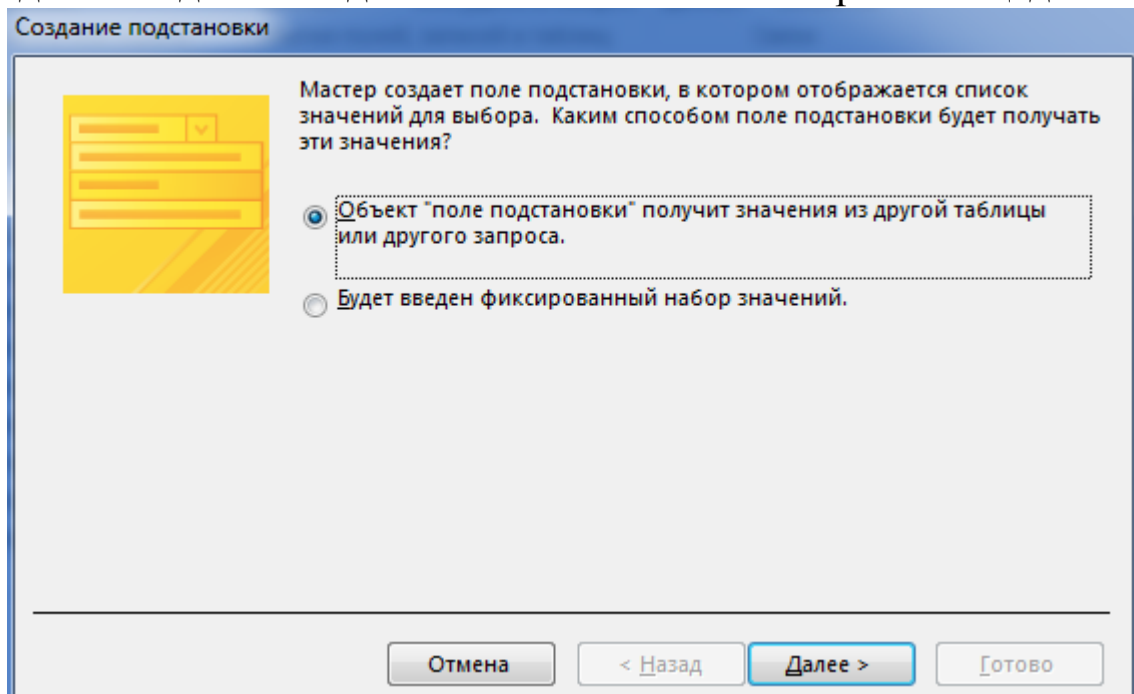 Создание подстановки
Мастер создает поле подстановки, в котором отображается список
значений для выбора. Каким способом поле подстановки будет получать
эти значения?
Объект "поле подстановки" получит значения из другой таблицы
или другого запроса.
Будет введен фиксированный набор значений.
Отмена
< Назад
Далее >
Готово